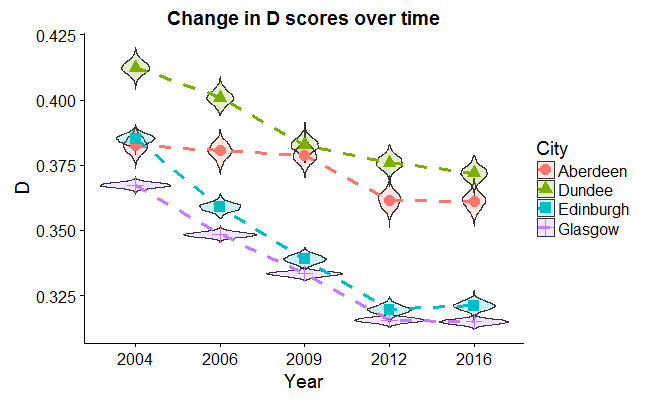 Change in D scores over time
0.425
0.400
0.375
0.350
0.325
D
2004 2006 2009 2012 2016
Year
City
Aberdeen
Dundee
Edinburgh
Glasgow